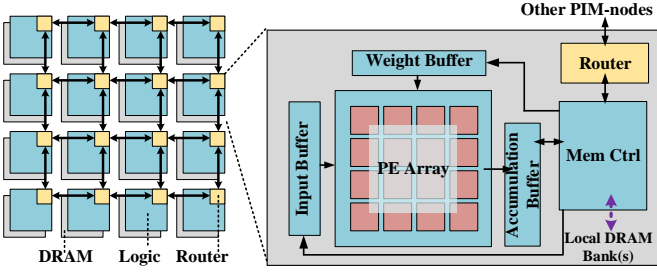 Other PIM-nodes
Router
Weight Buffer
Input Buffer
PE Array
Accumulation
Buffer
Mem Ctrl
Local DRAM
Bank(s)
DRAM
Logic
Router